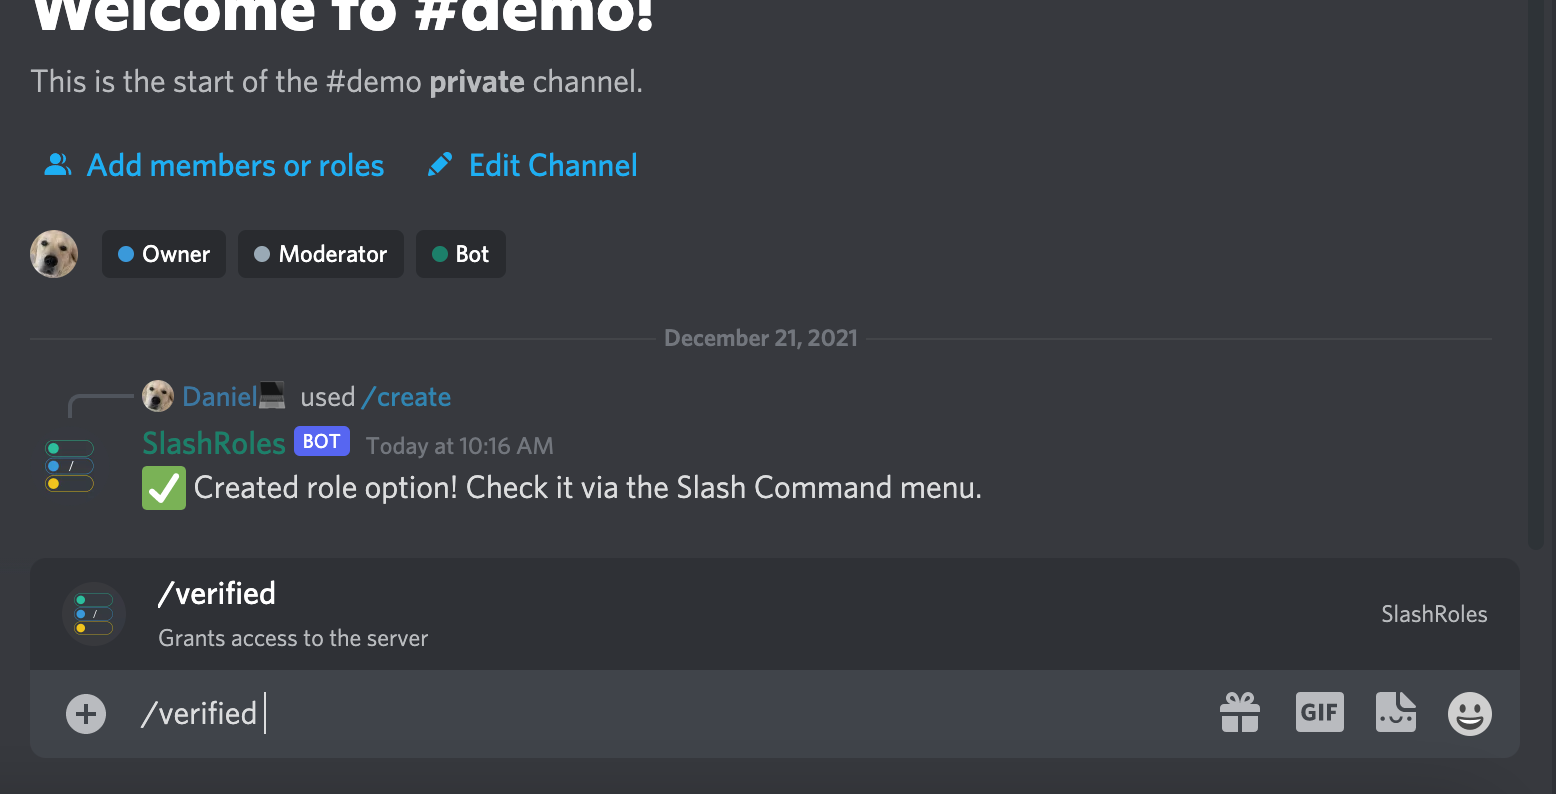 Welcome to #demo!
This is the start of the #demo private channel.
Add members or roles Edit Channel
Owner Moderator Bot
December 21, 2021
Daniel💻 used /create
SlashRoles BOT Today at 10:16 AM
✅ Created role option! Check it via the Slash Command menu.
/verified
Grants access to the server
SlashRoles
/verified
GIF